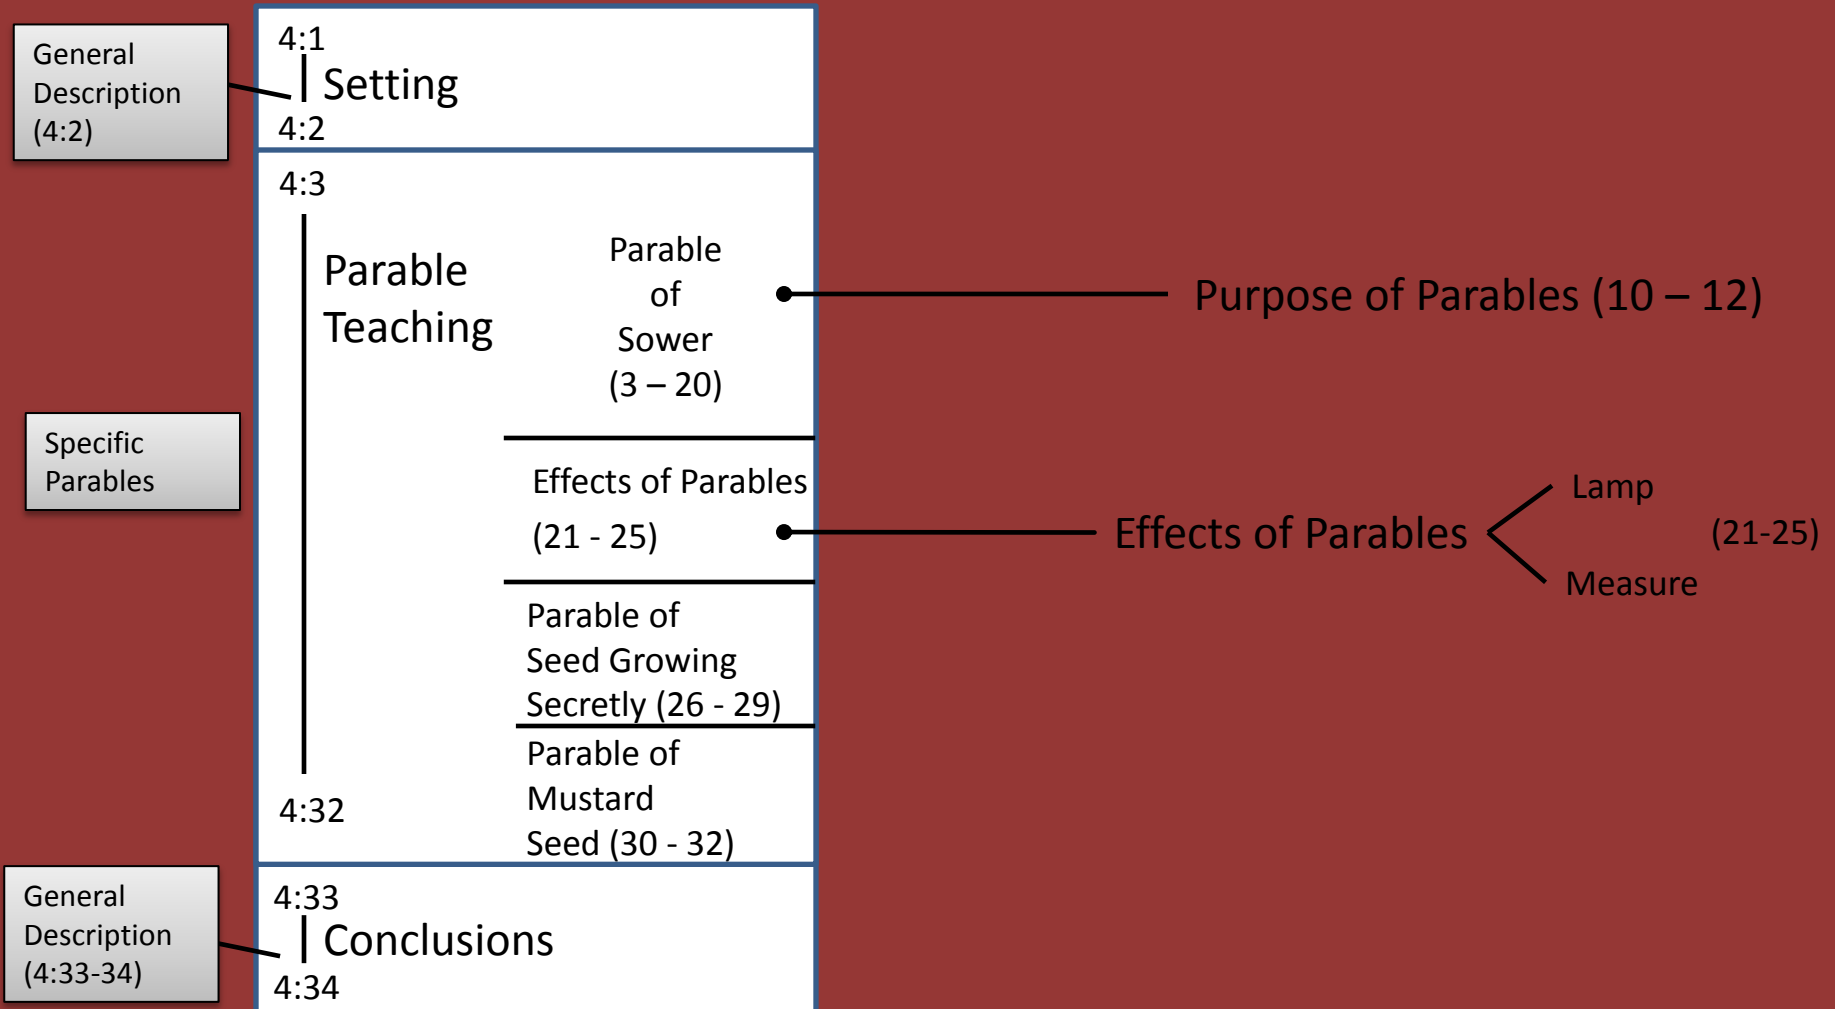 General
Description
(4:2)
4:1
Setting
4:2
4:3
Parable
Teaching
Parable
of
Sower
(3 – 20)
Purpose of Parables (10 – 12)
Specific
Parables
Effects of Parables
(21 - 25)
Effects of Parables
Lamp
(21-25)
Measure
Parable of
Seed Growing
Secretly (26 - 29)
Parable of
Mustard
Seed (30 - 32)
4:32
General
Description
(4:33-34)
4:33
Conclusions
4:34